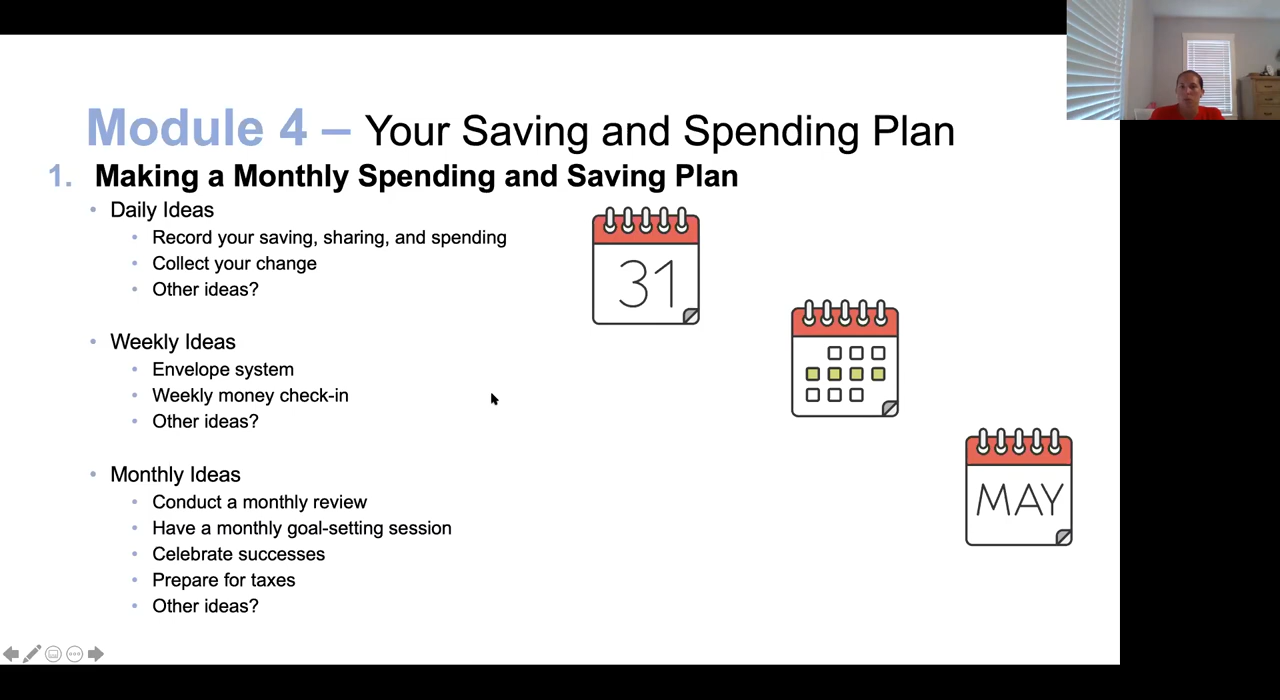 Module 4 – Your Saving and Spending Plan
1. Making a Monthly Spending and Saving Plan
• Daily Ideas
• Record your saving, sharing, and spending
• Collect your change
• Other ideas?
31
• Weekly Ideas
• Envelope system
• Weekly money check-in
• Other ideas?
• Monthly Ideas
• Conduct a monthly review
• Have a monthly goal-setting session
• Celebrate successes
• Prepare for taxes
• Other ideas?
MAY